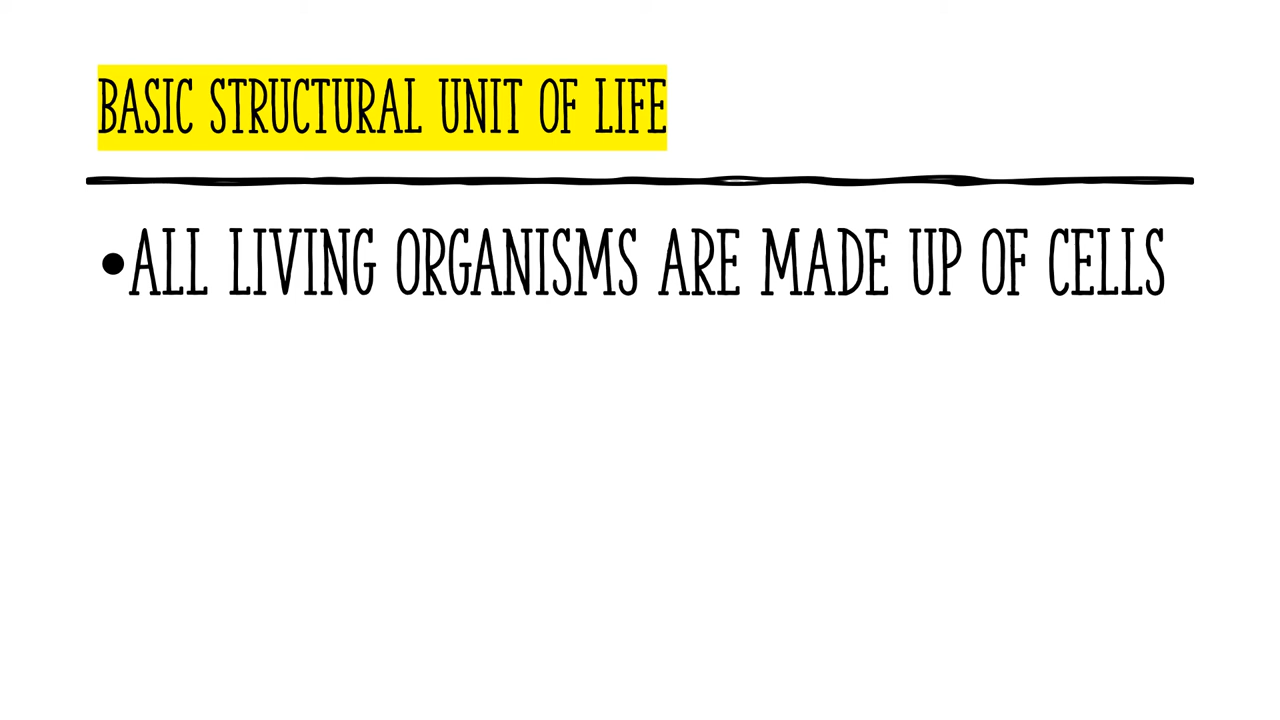 BASIC STRUCTURAL UNIT OF LIFE
•ALL LIVING ORGANISMS ARE MADE UP OF CELLS